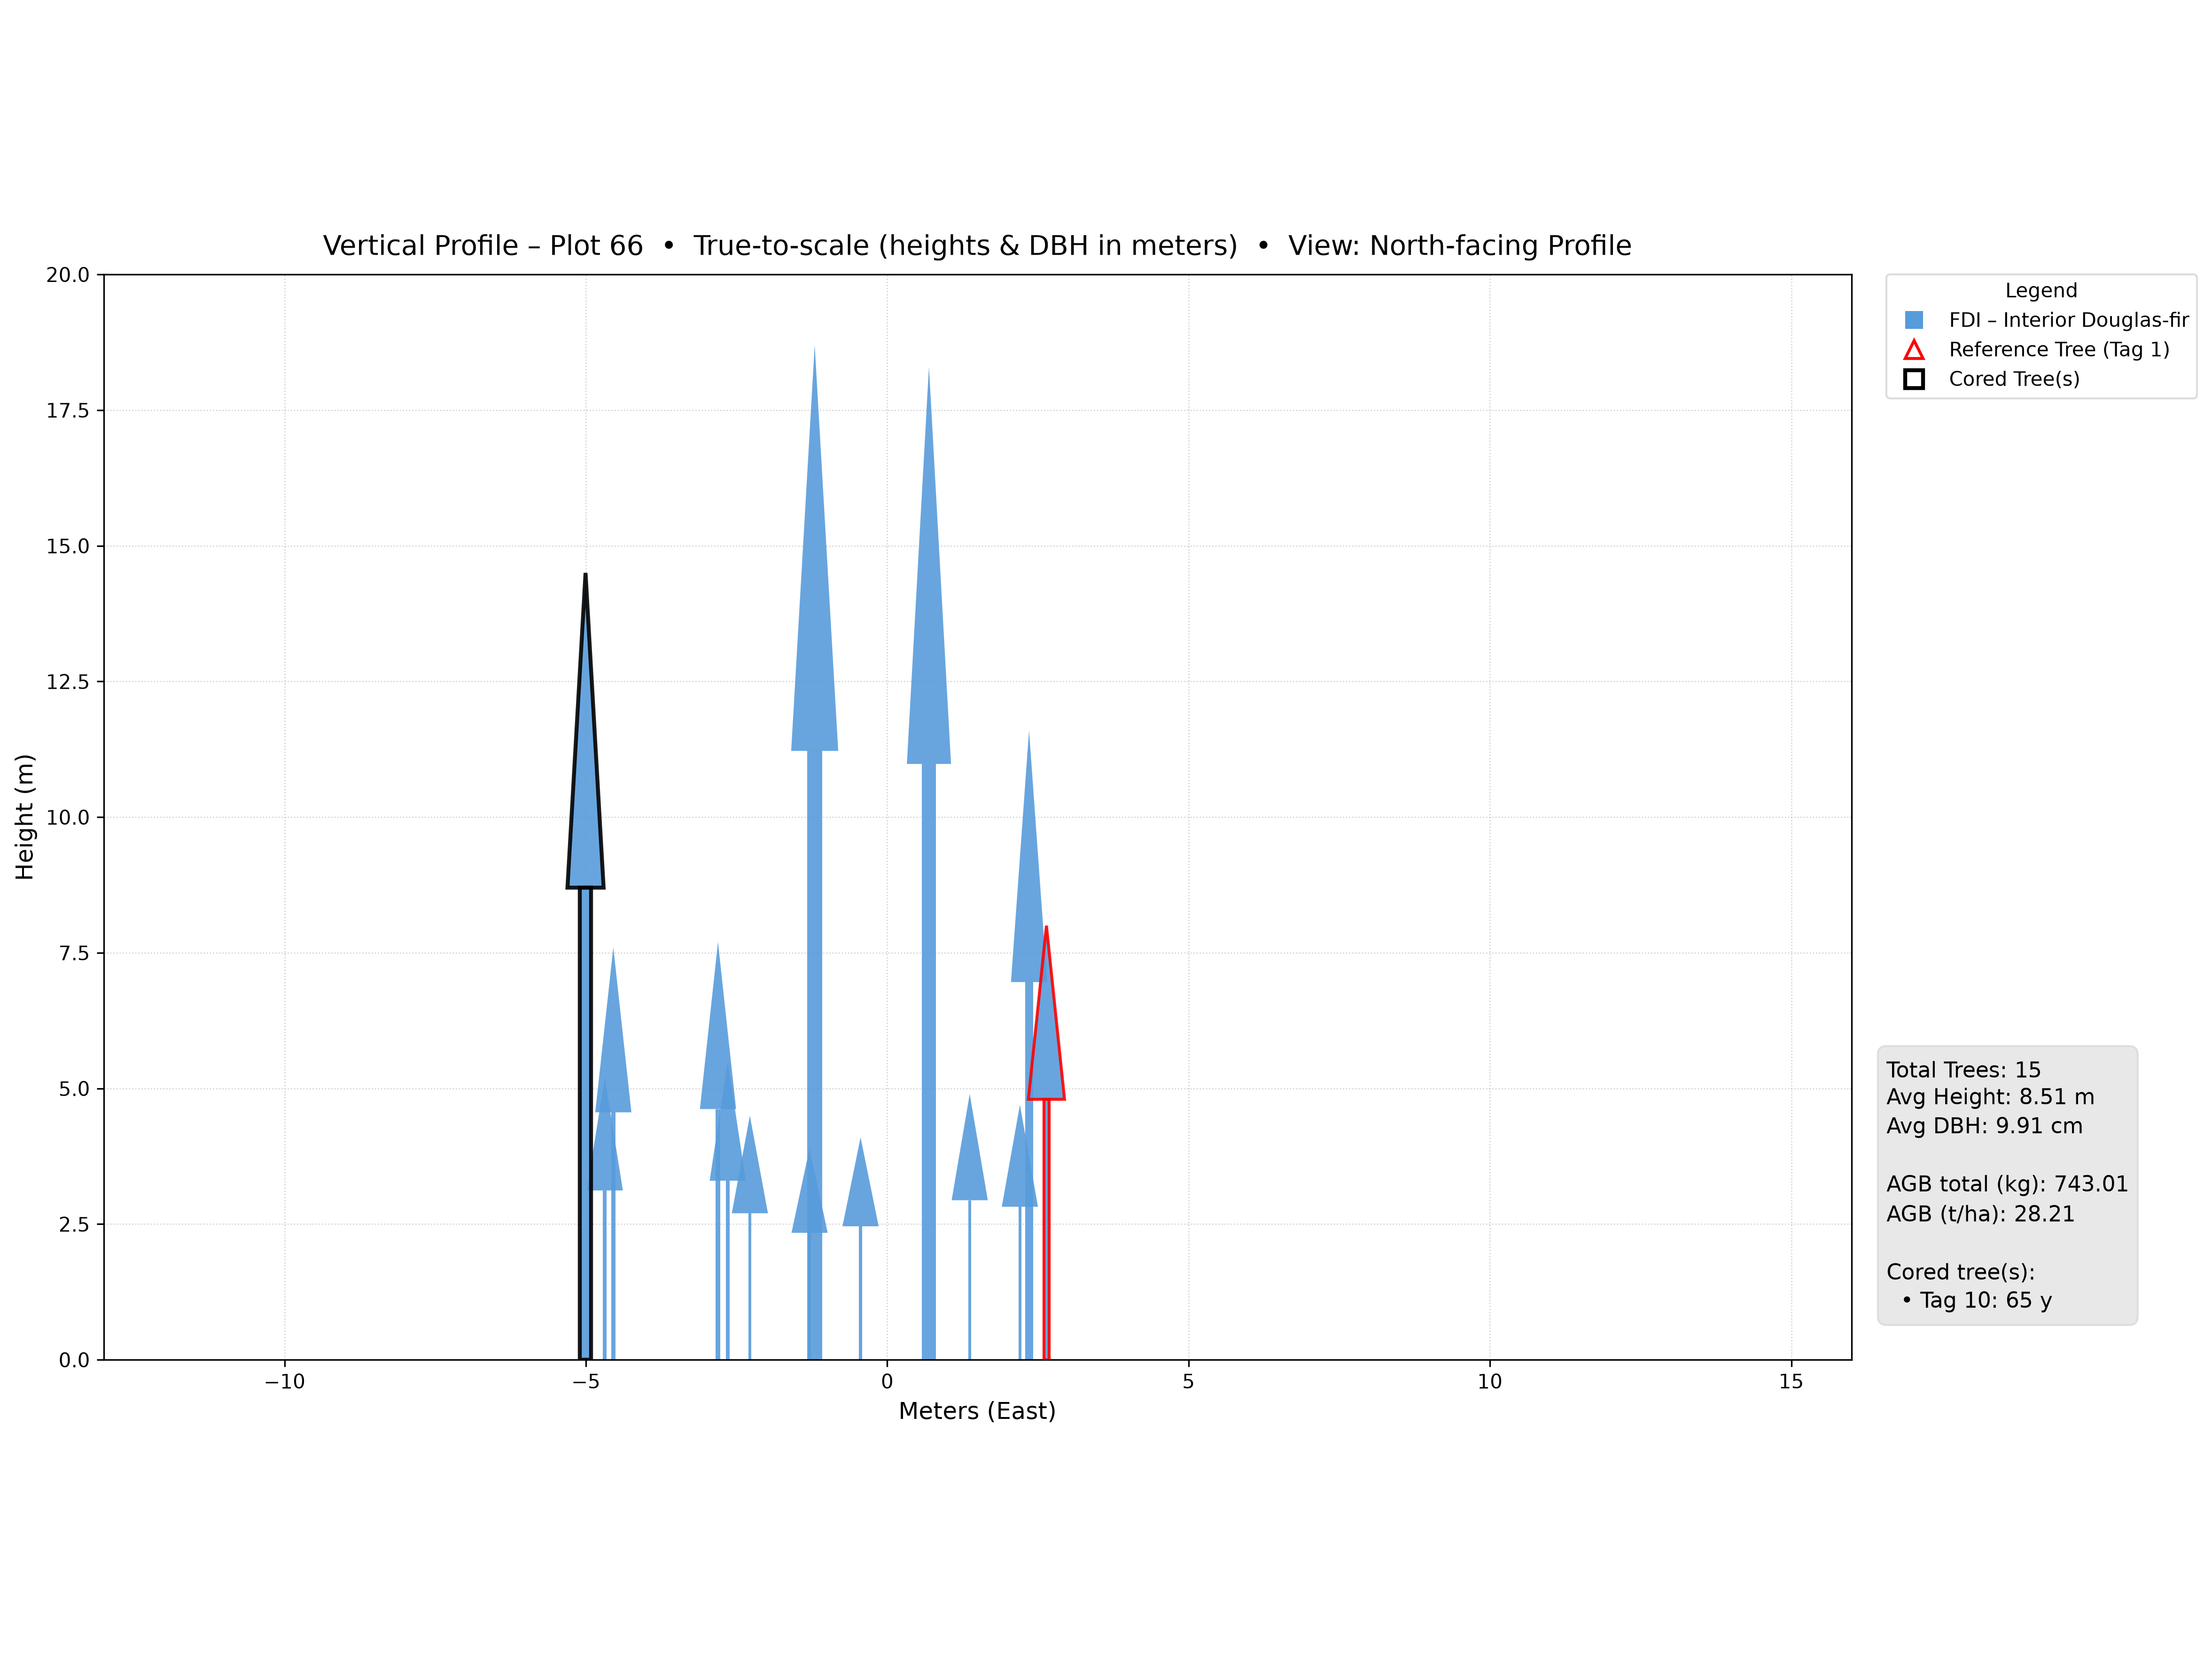 Vertical Profile – Plot 66 • True-to-scale (heights & DBH in meters) • View: North-facing Profile
20.0
17.5
15.0
12.5
10.0
7.5
5.0
2.5
0.0
Height (m)
−10
−5
0
5
10
15
Meters (East)
Legend
FDI – Interior Douglas-fir
Reference Tree (Tag 1)
Cored Tree(s)
Total Trees: 15
Avg Height: 8.51 m
Avg DBH: 9.91 cm
AGB total (kg): 743.01
AGB (t/ha): 28.21
Cored tree(s):
• Tag 10: 65 y